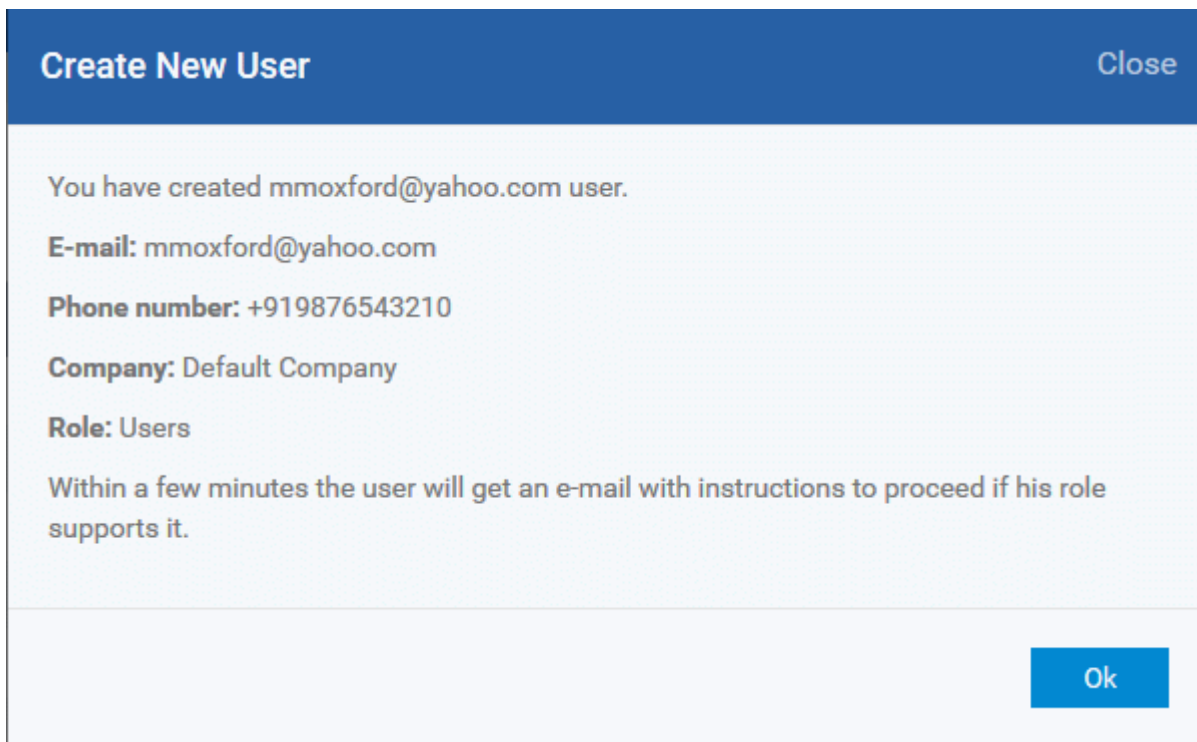 Create New User
Close
You have created mmoxford@yahoo.com user.
E-mail: mmoxford@yahoo.com
Phone number: +919876543210
Company: Default Company
Role: Users
Within a few minutes the user will get an e-mail with instructions to proceed if his role
supports it.
Ok